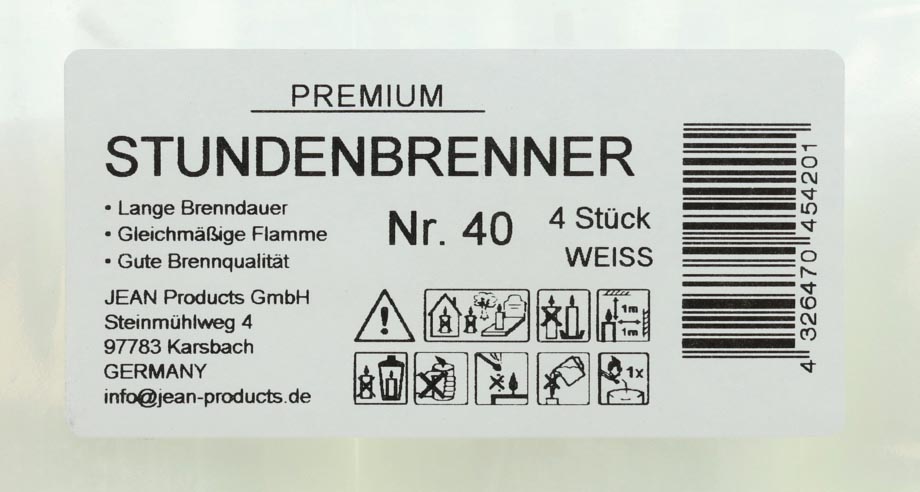 PREMIUM
STUNDENBRENNER
• Lange Brenndauer
• Gleichmäßige Flamme
• Gute Brennqualität
Nr. 40
4 Stück
WEISS
JEAN Products GmbH
Steinmühlweg 4
97783 Karsbach
GERMANY
info@jean-products.de
1m
1m
1x
4 326470 454201